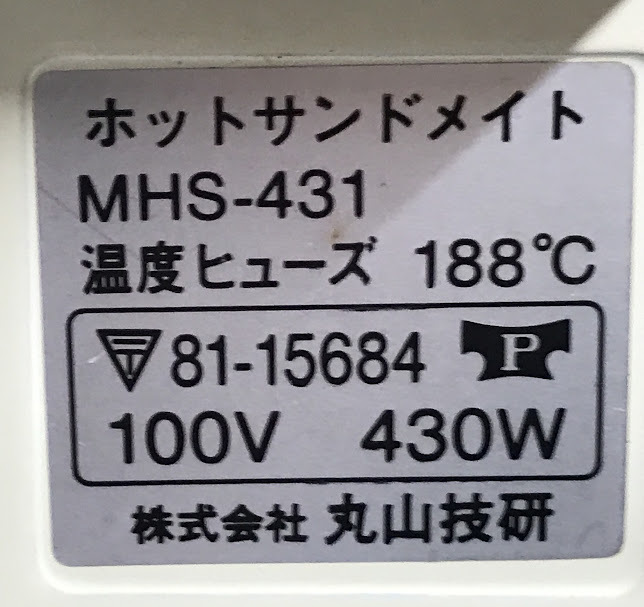 ホットサンドメイト
MHS-431
温度ヒューズ 188℃
〒81-15684 P
100V 430W
株式会社 丸山技研